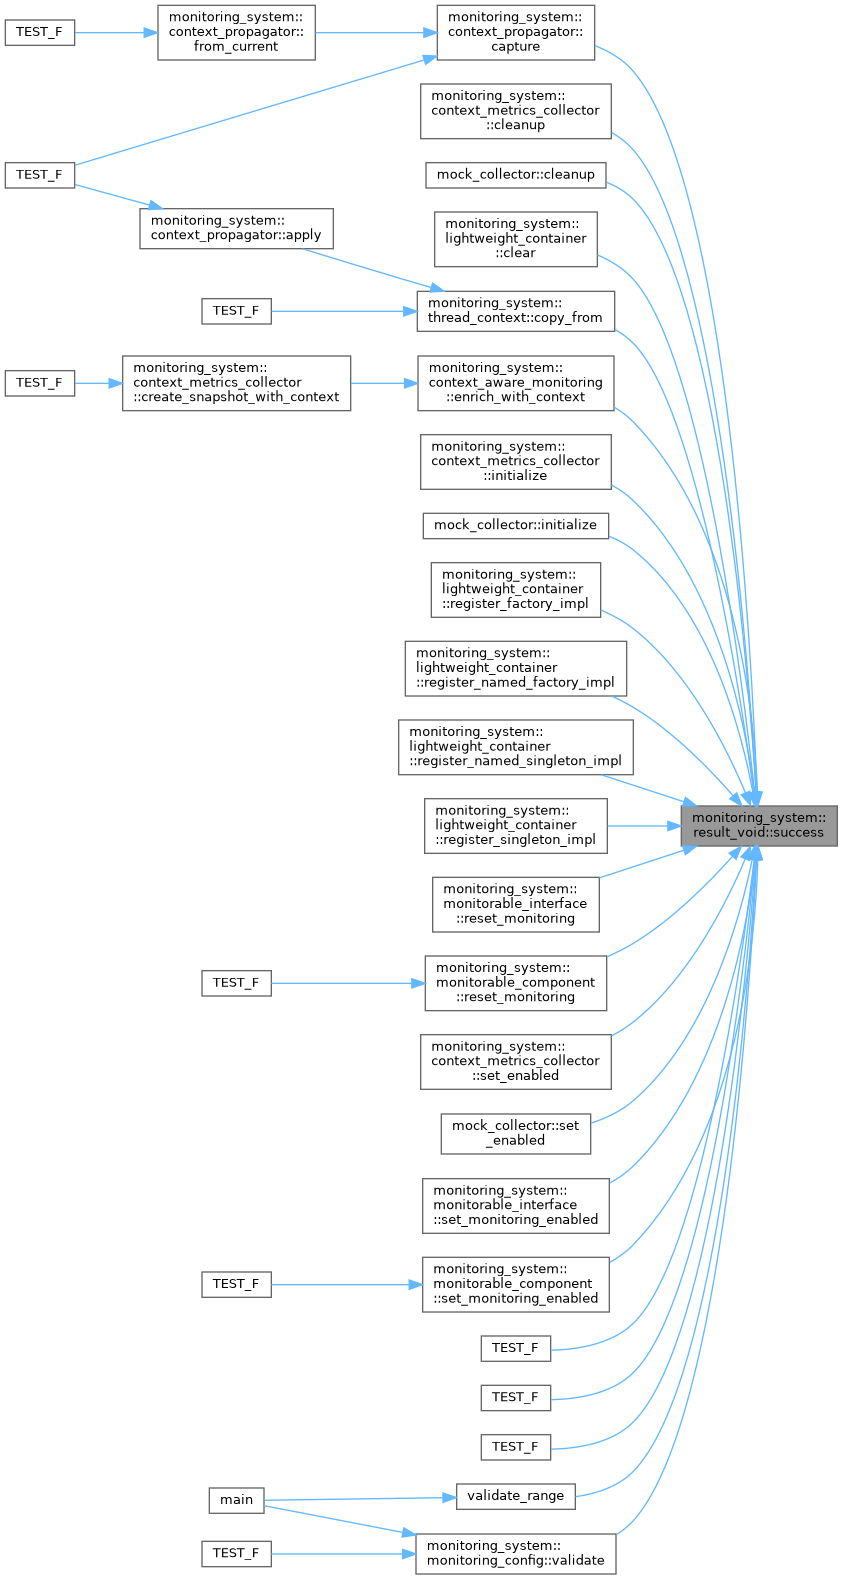 TEST_F
monitoring_system::
context_propagator::
from_current
monitoring_system::
context_propagator::
capture
monitoring_system::
context_metrics_collector
::cleanup
TEST_F
mock_collector::cleanup
monitoring_system::
context_propagator::apply
monitoring_system::
lightweight_container
::clear
TEST_F
monitoring_system::
thread_context::copy_from
TEST_F
monitoring_system::
context_metrics_collector
::create_snapshot_with_context
monitoring_system::
context_aware_monitoring
::enrich_with_context
monitoring_system::
context_metrics_collector
::initialize
mock_collector::initialize
monitoring_system::
lightweight_container
::register_factory_impl
monitoring_system::
lightweight_container
::register_named_factory_impl
monitoring_system::
lightweight_container
::register_named_singleton_impl
monitoring_system::
lightweight_container
::register_singleton_impl
monitoring_system::
result_void::success
monitoring_system::
monitorable_interface
::reset_monitoring
TEST_F
monitoring_system::
monitorable_component
::reset_monitoring
monitoring_system::
context_metrics_collector
::set_enabled
mock_collector::set
_enabled
monitoring_system::
monitorable_interface
::set_monitoring_enabled
TEST_F
monitoring_system::
monitorable_component
::set_monitoring_enabled
TEST_F
TEST_F
TEST_F
main
validate_range
TEST_F
monitoring_system::
monitoring_config::validate